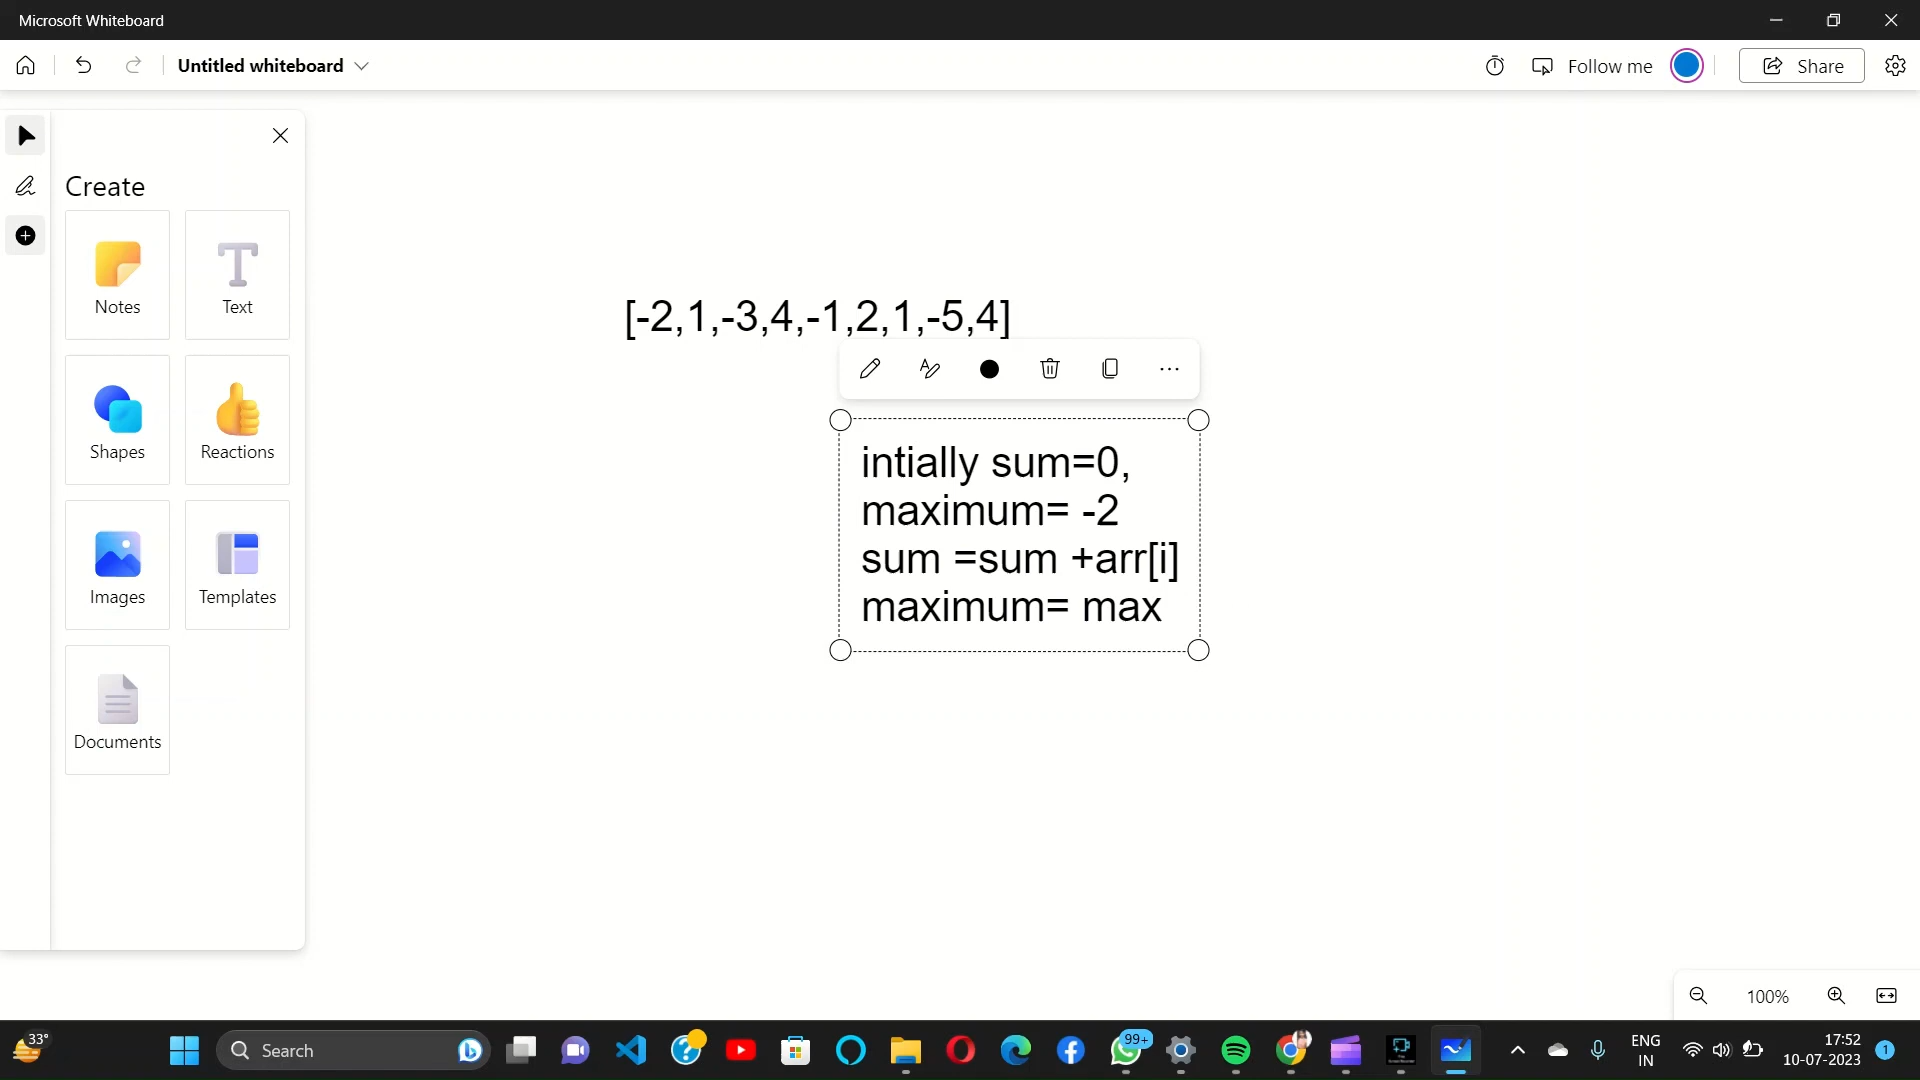 Microsoft Whiteboard
Untitled whiteboard
Follow me
Share
Create
Notes
Text
[-2,1,-3,4,-1,2,1,-5,4]
Shapes
Reactions
intially sum=0,
maximum= -2
sum =sum +arr[i]
maximum= max
Images
Templates
Documents
100%
33°
Search
99+
ENG
IN
17:52
10-07-2023
1